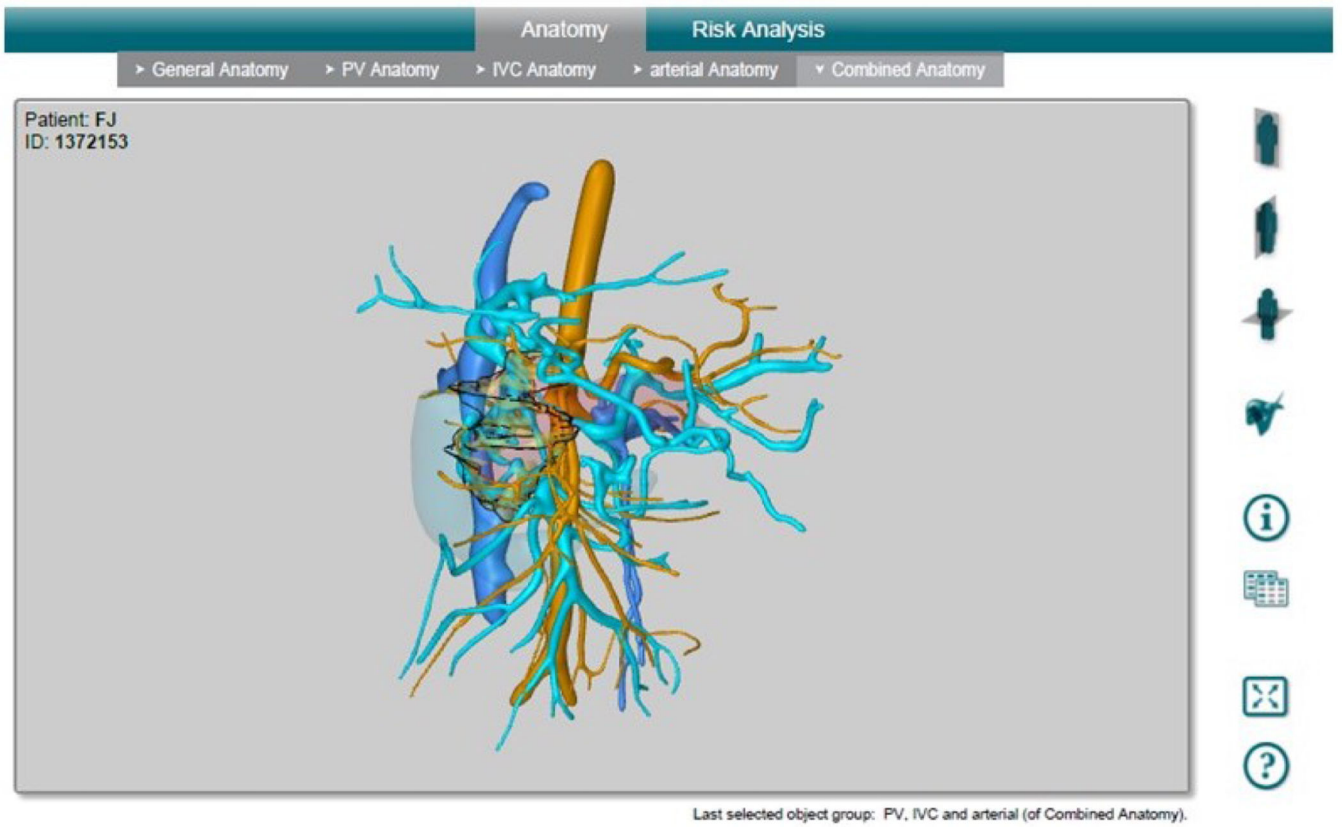 Anatomy Risk Analysis
General Anatomy PV Anatomy IVC Anatomy arterial Anatomy Combined Anatomy
Patient: FJ
ID: 1372153
i
?
Last selected object group: PV, IVC and arterial (of Combined Anatomy).